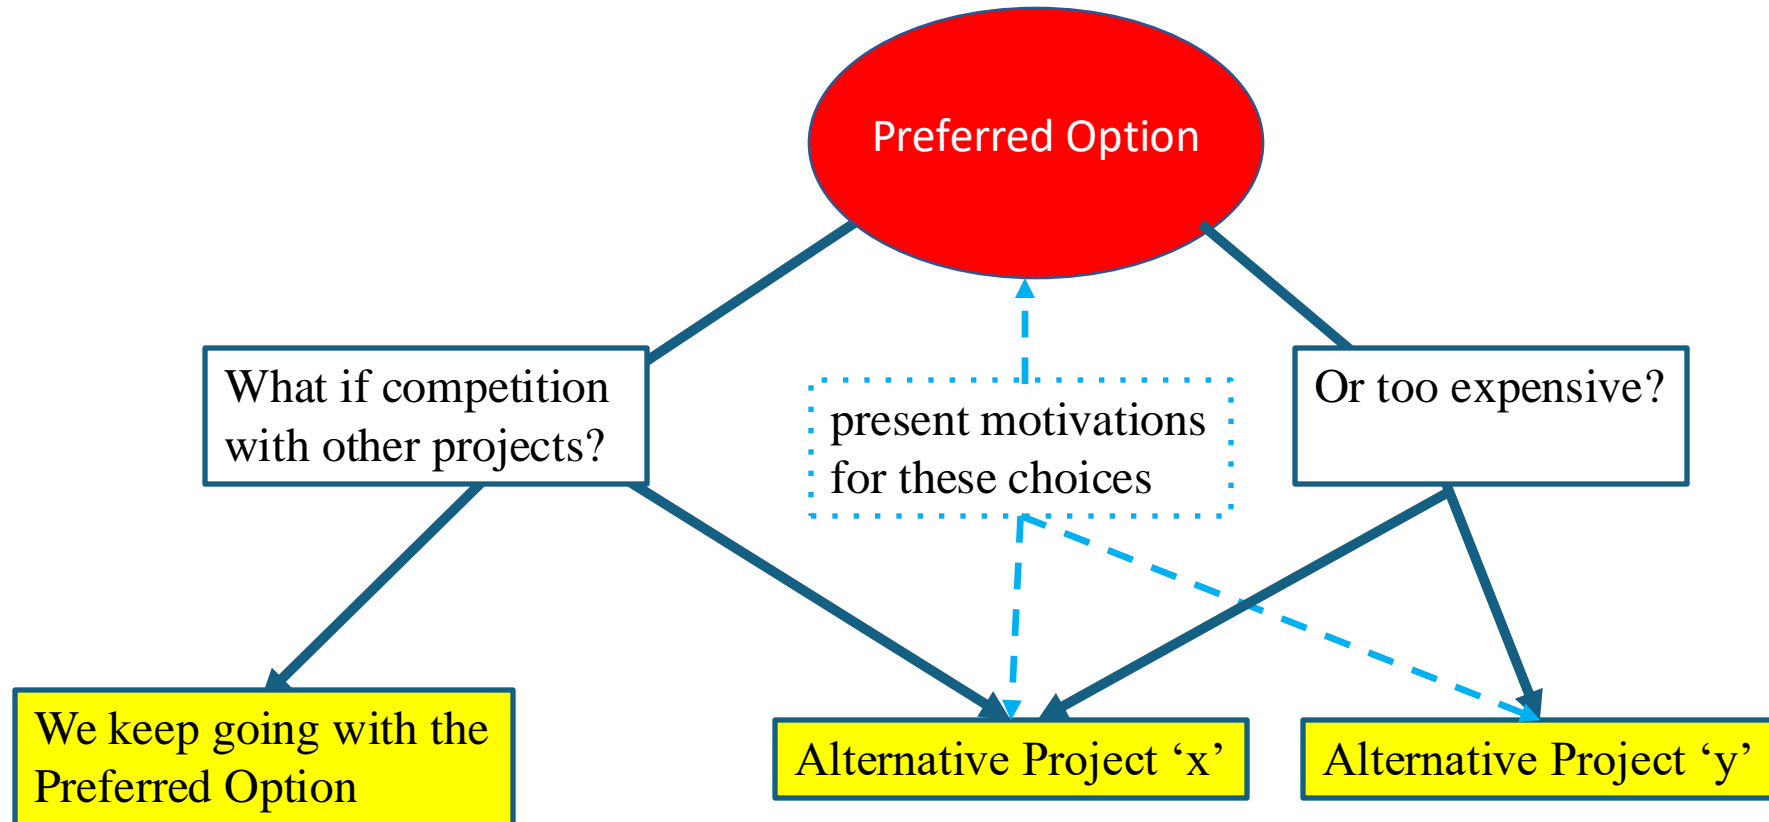 Preferred Option
What if competition
with other projects?
present motivations
for these choices
Or too expensive?
We keep going with the
Preferred Option
Alternative Project ‘x’
Alternative Project ‘y’